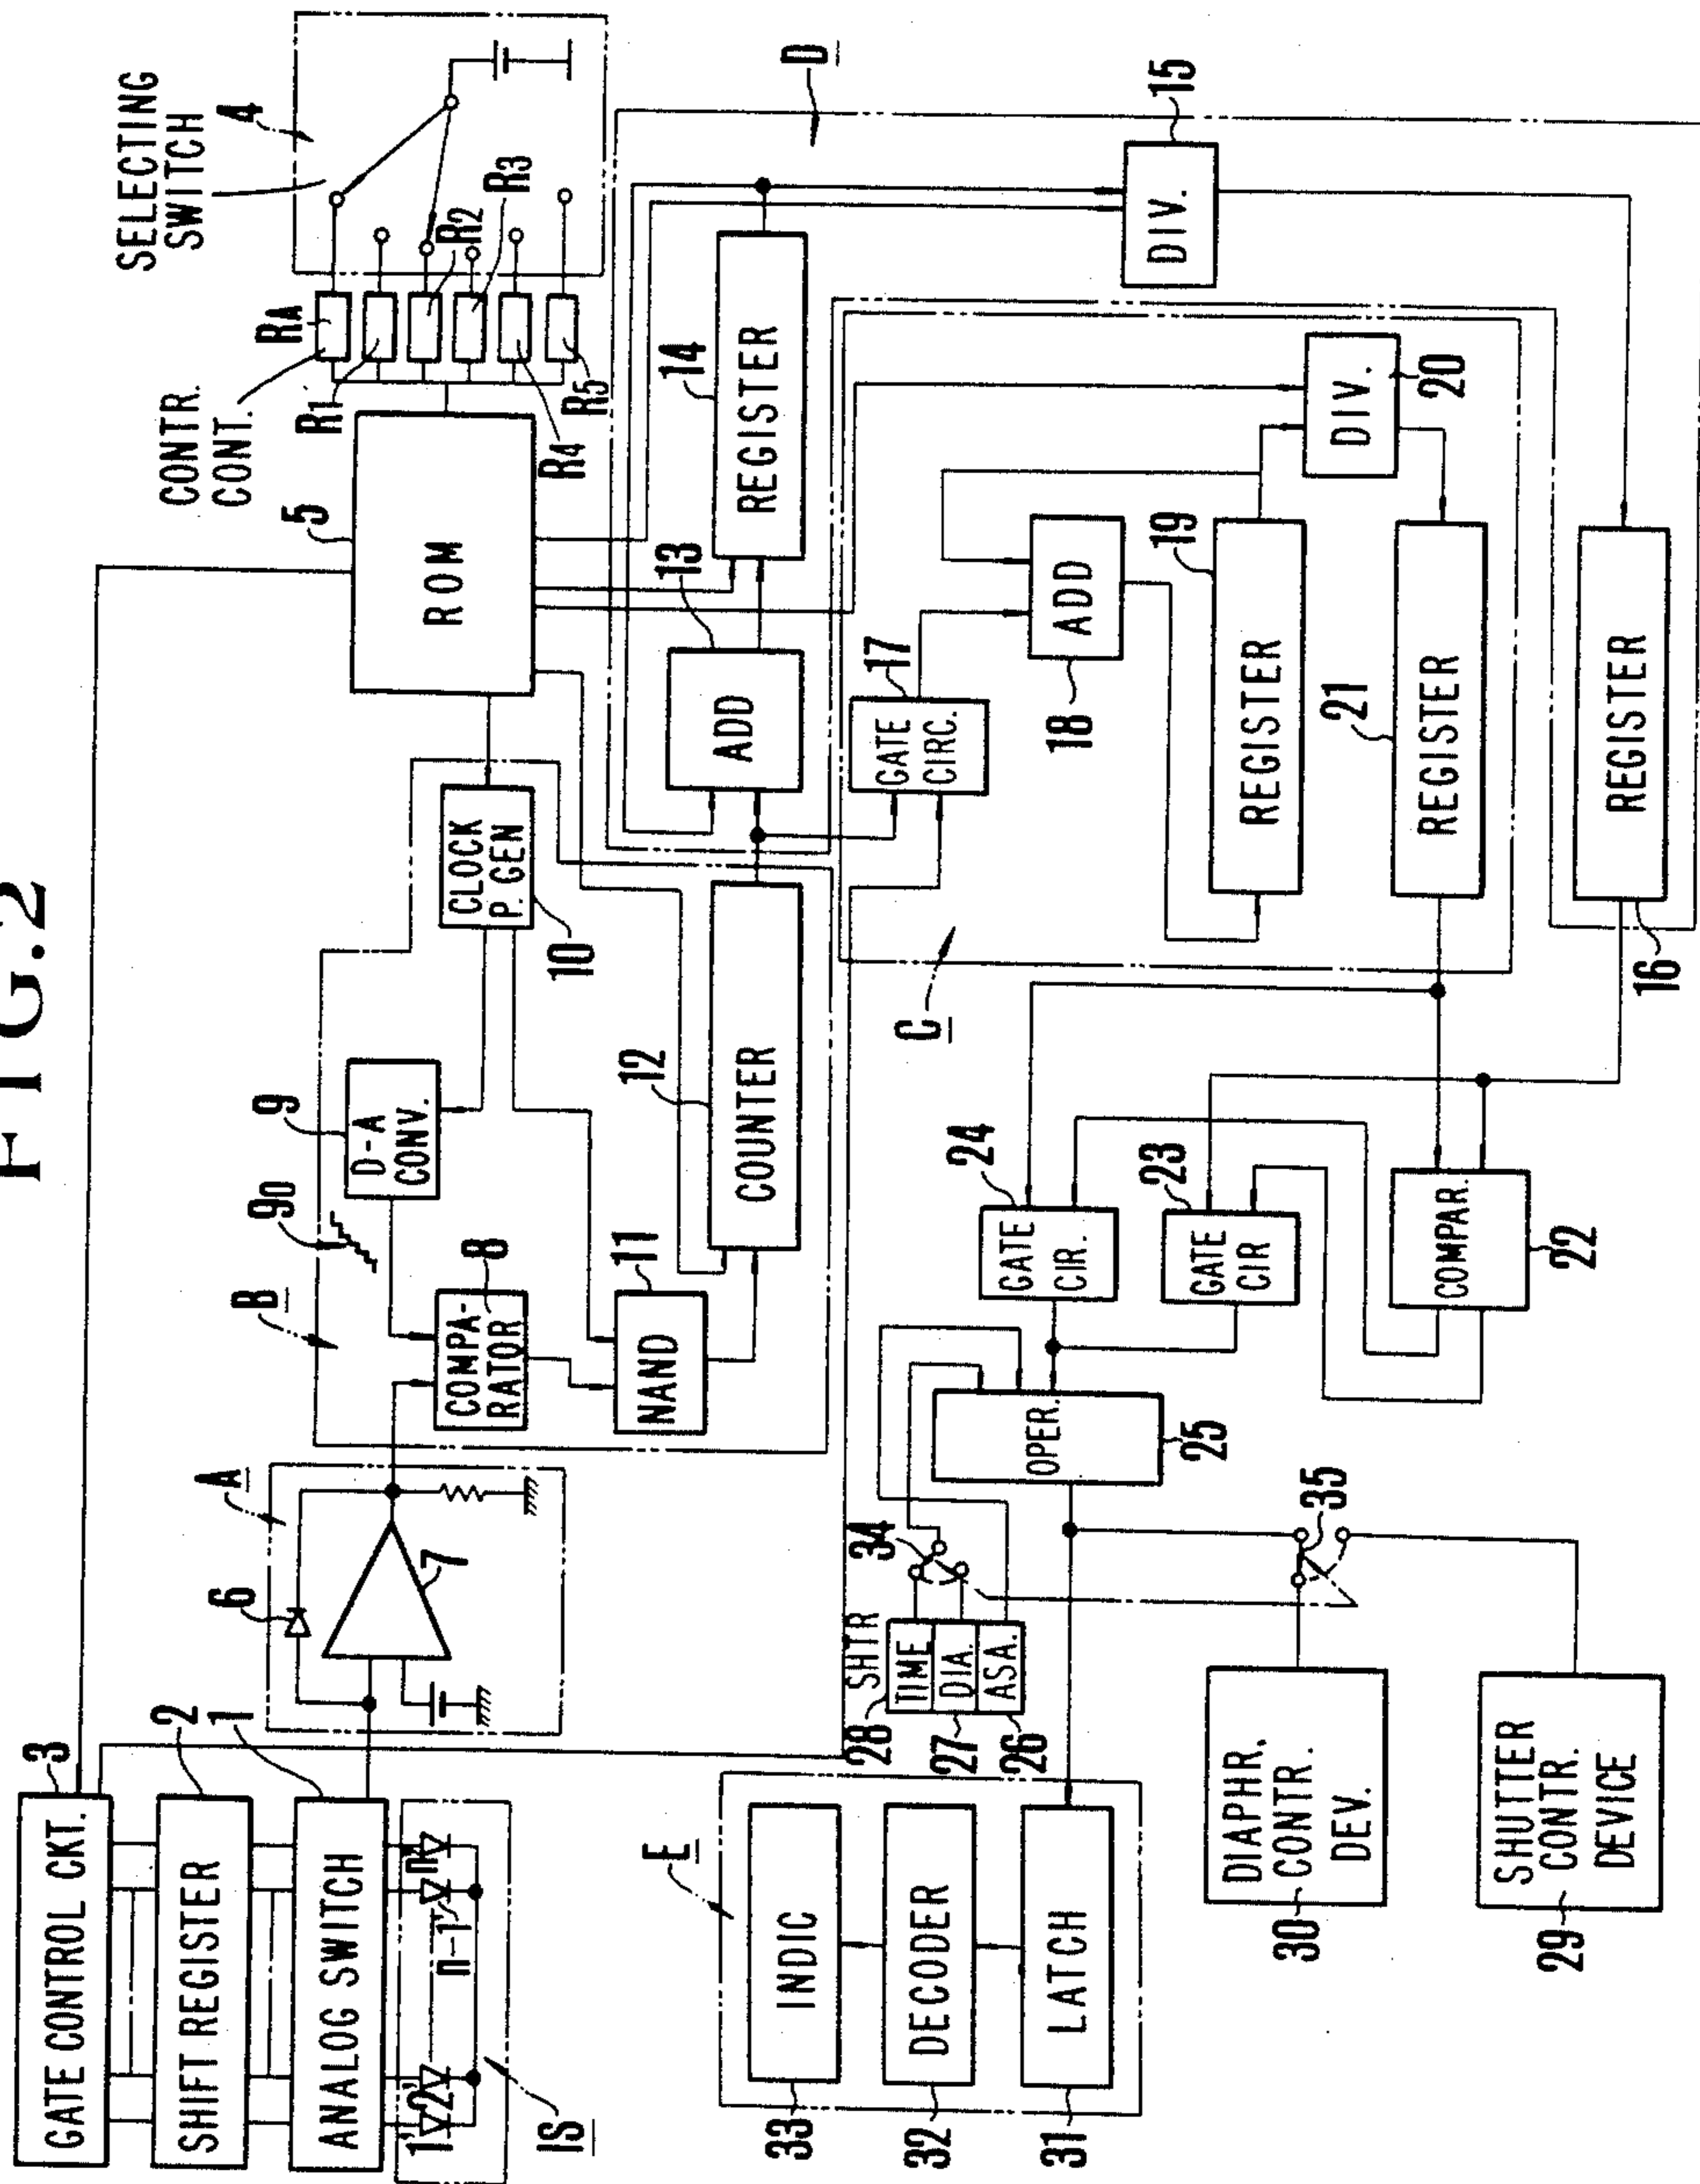 FIG.2
3
GATE CONTROL CKT.
2
SHIFT REGISTER
1
ANALOG SWITCH
1'
2'
n-1'
n'
IS
A
6
7
B
90
9
D-A
CONV.
8
COMPA-
RATOR
11
NAND
10
CLOCK
P. GEN
12
COUNTER
5
ROM
CONTR.
CONT.
RA
R1
R2
R3
R4
R5
SELECTING
SWITCH
4
D
13
ADD
14
REGISTER
15
DIV.
17
GATE
CIRC.
18
ADD
19
REGISTER
20
DIV.
21
REGISTER
16
REGISTER
C
24
GATE
CIR.
23
GATE
CIR
22
COMPAR.
25
OPER.
34
SHTR
28
TIME
27
DIA.
26
ASA.
35
E
33
INDIC
32
DECODER
31
LATCH
30
DIAPHR.
CONTR.
DEV.
29
SHUTTER
CONTR.
DEVICE